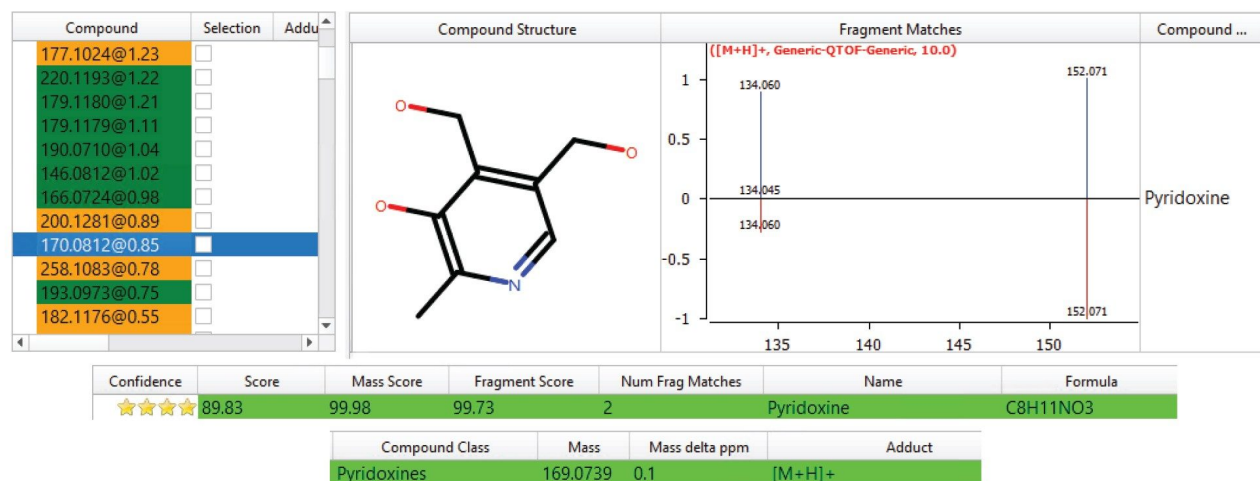 Compound Selection Addu
177.1024@1.23
220.1193@1.22
179.1180@1.21
179.1179@1.11
190.0710@1.04
146.0812@1.02
166.0724@0.98
200.1281@0.89
170.0812@0.85
258.1083@0.78
193.0973@0.75
182.1176@0.55
Compound Structure Fragment Matches Compound ...
O O O N
([M+H]+, Generic-QTOF-Generic, 10.0)
1
0.5
0
-0.5
-1
134.060 152.071
134.045
134.060
152.071
135 140 145 150
Pyridoxine
Confidence Score Mass Score Fragment Score Num Frag Matches Name Formula
89.83 99.98 99.73 2 Pyridoxine C8H11NO3
Compound Class Mass Mass delta ppm Adduct
Pyridoxines 169.0739 0.1 [M+H]+